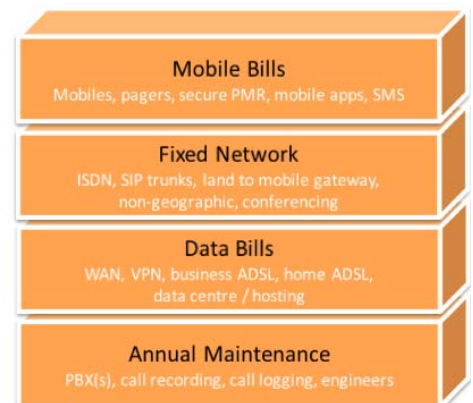 Mobile Bills
Mobiles, pagers, secure PMR, mobile apps, SMS
Fixed Network
ISDN, SIP trunks, land to mobile gateway,
non-geographic, conferencing
Data Bills
WAN, VPN, business ADSL, home ADSL,
data centre / hosting
Annual Maintenance
PBX(s), call recording, call logging, engineers